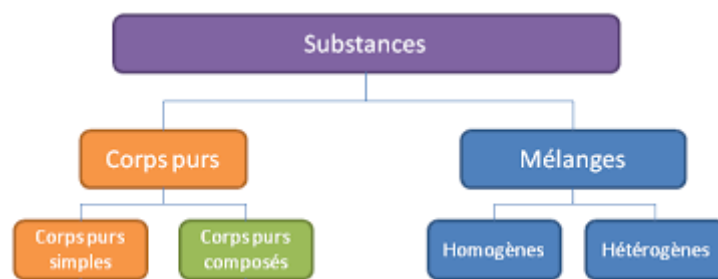 Substances
Corps purs
Mélanges
Corps purs
simples
Corps purs
composés
Homogènes
Hétérogènes